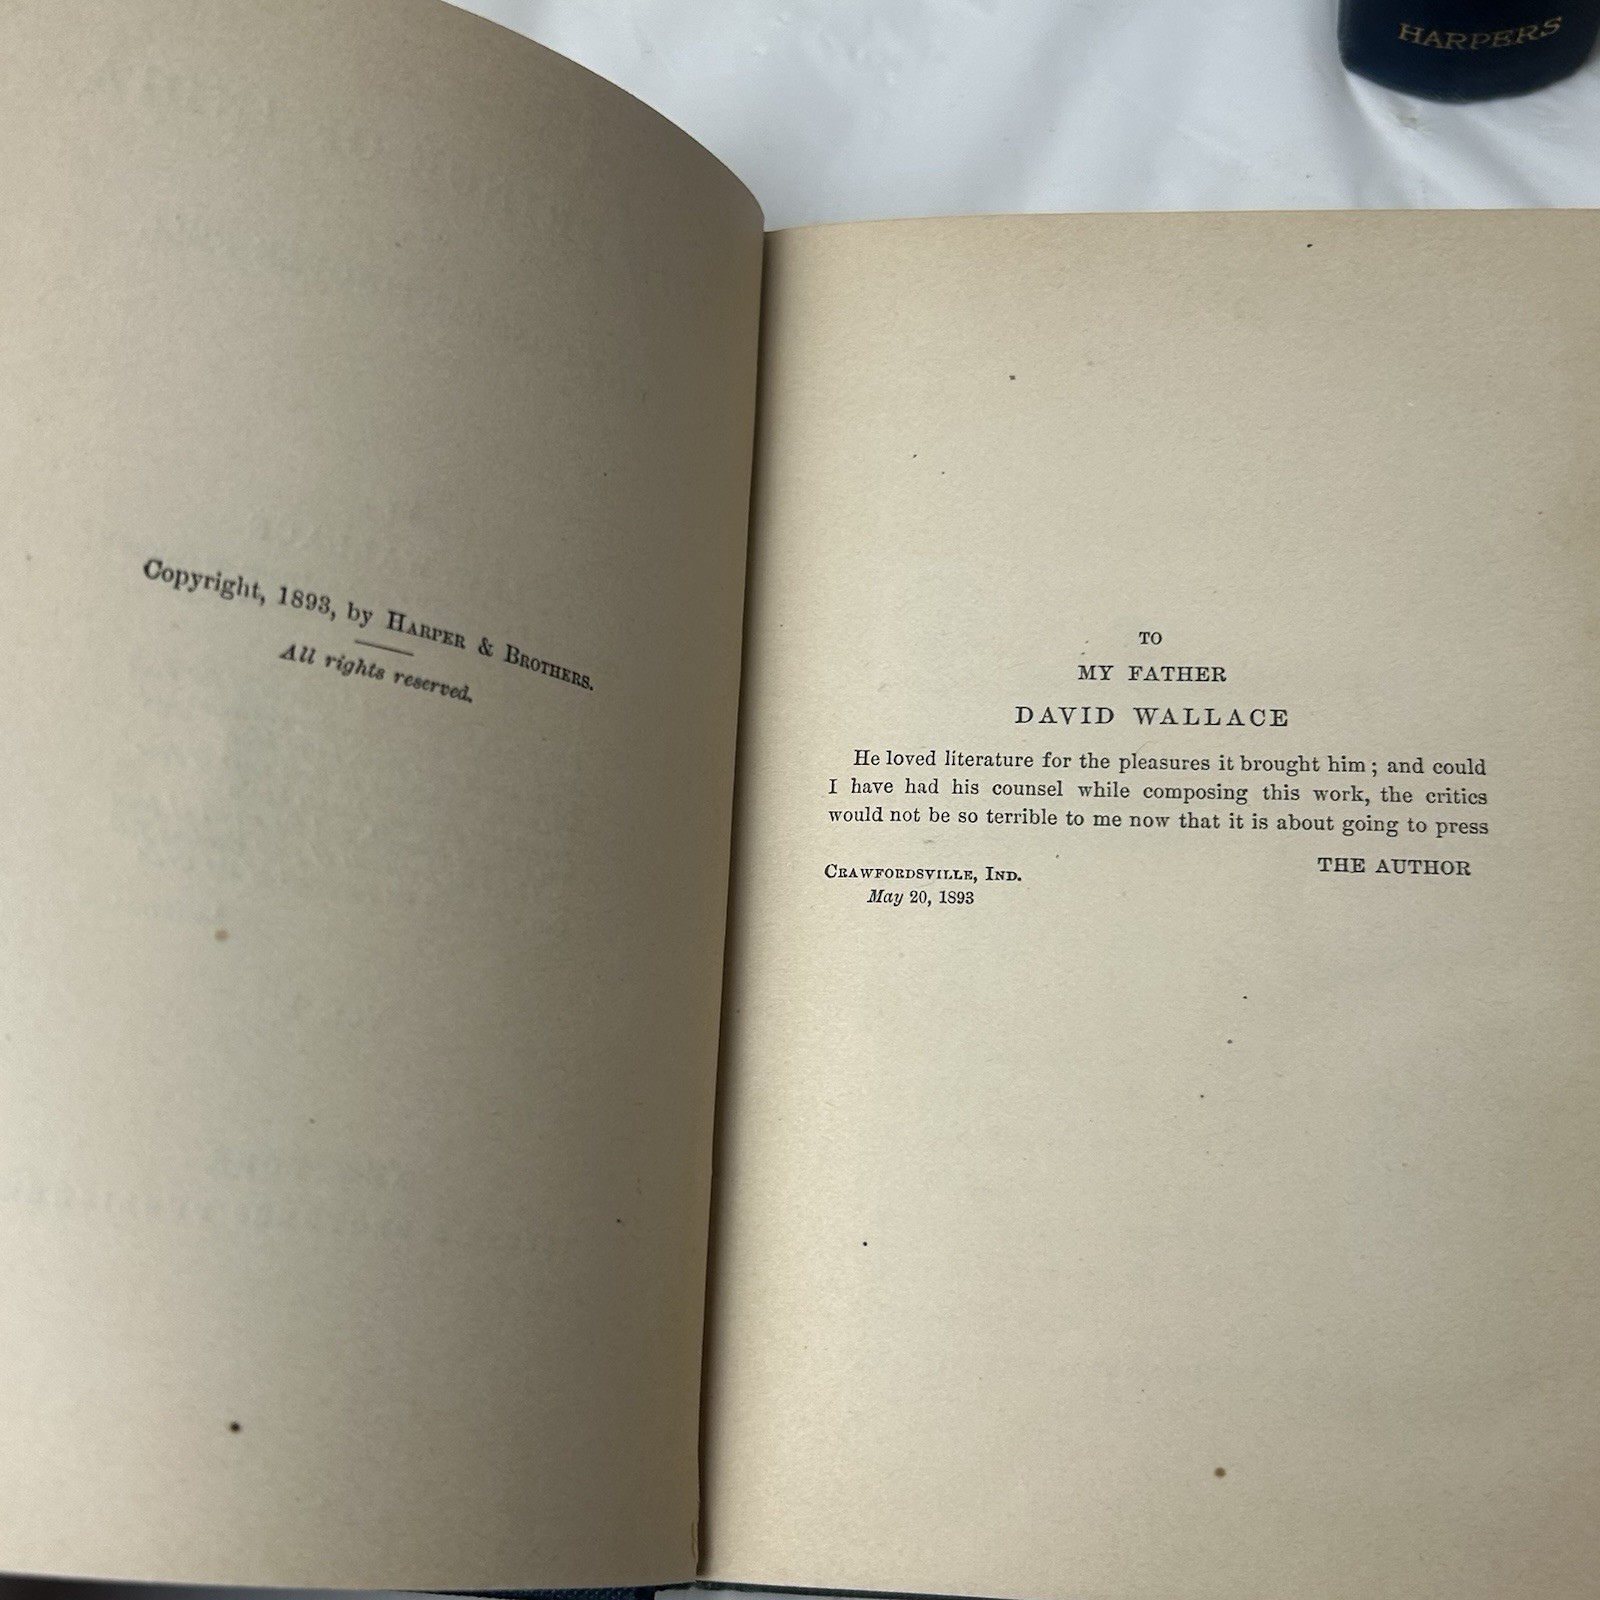 HARPERS
Copyright, 1893, by Harper & Brothers.
All rights reserved.
TO
MY FATHER
DAVID WALLACE
He loved literature for the pleasures it brought him; and could
I have had his counsel while composing this work, the critics
would not be so terrible to me now that it is about going to press
THE AUTHOR
Crawfordsville, Ind.
May 20, 1893